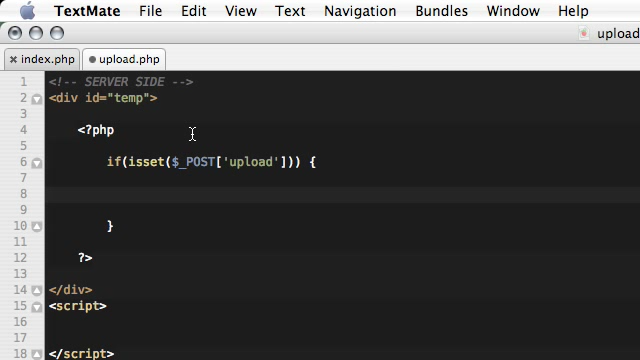 TextMate File Edit View Text Navigation Bundles Window Help
upload
index.php upload.php
1 <!-- SERVER SIDE -->
2 <div id="temp">
3
4 <?php
5
6 if(isset($_POST['upload'])) {
7
8
9
10 }
11
12 ?>
13
14 </div>
15 <script>
16
17
18 </script>